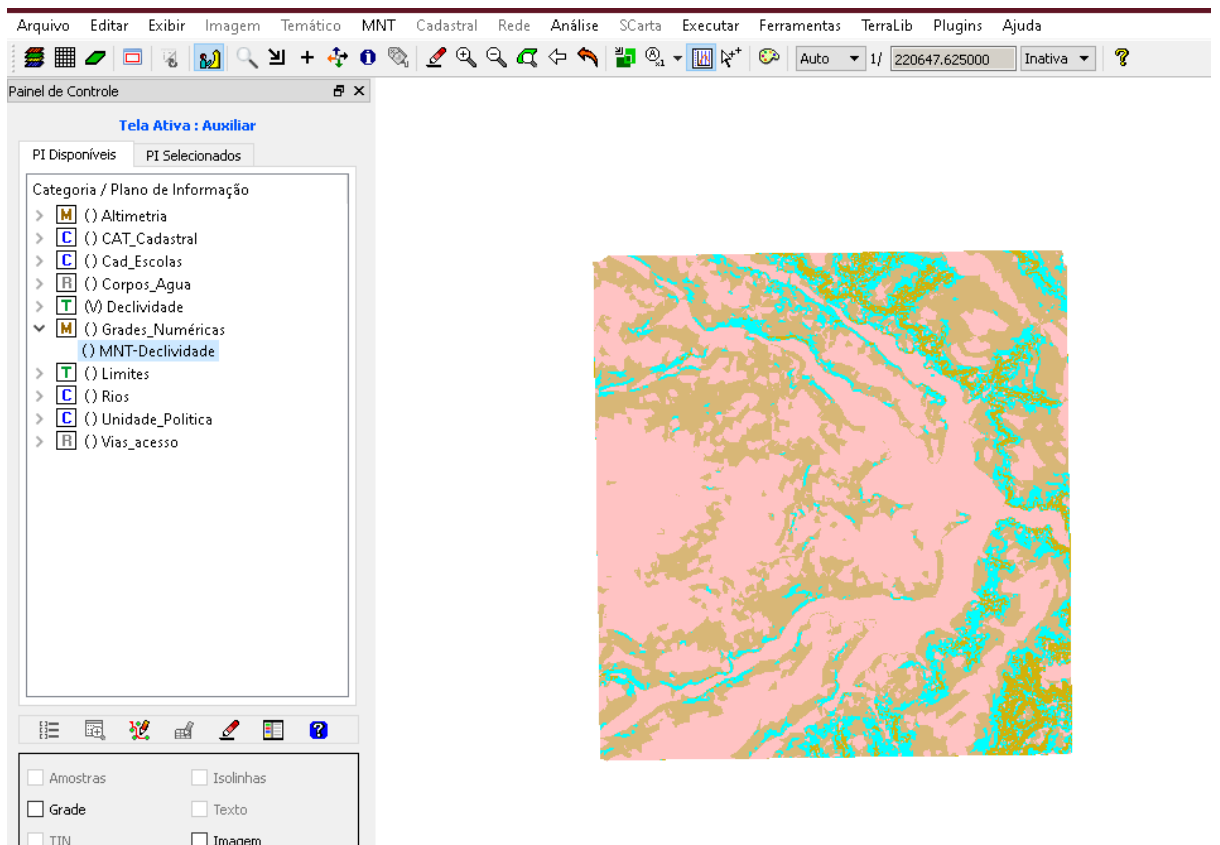 Arquivo Editar Exibir Imagem Temático MNT Cadastral Rede Análise SCarta Executar Ferramentas TerraLib Plugins Ajuda
Auto 1/ 220647.625000 Inativa
Painel de Controle
Tela Ativa : Auxiliar
PI Disponíveis PI Selecionados
Categoria / Plano de Informação
M () Altimetria
C () CAT_Cadastral
C () Cad_Escolas
R () Corpos_Agua
T (V) Declividade
M () Grades_Numéricas
() MNT-Declividade
T () Limites
C () Rios
C () Unidade_Politica
R () Vias_acesso
Amostras Isolinhas
Grade Texto
TIN Imagem